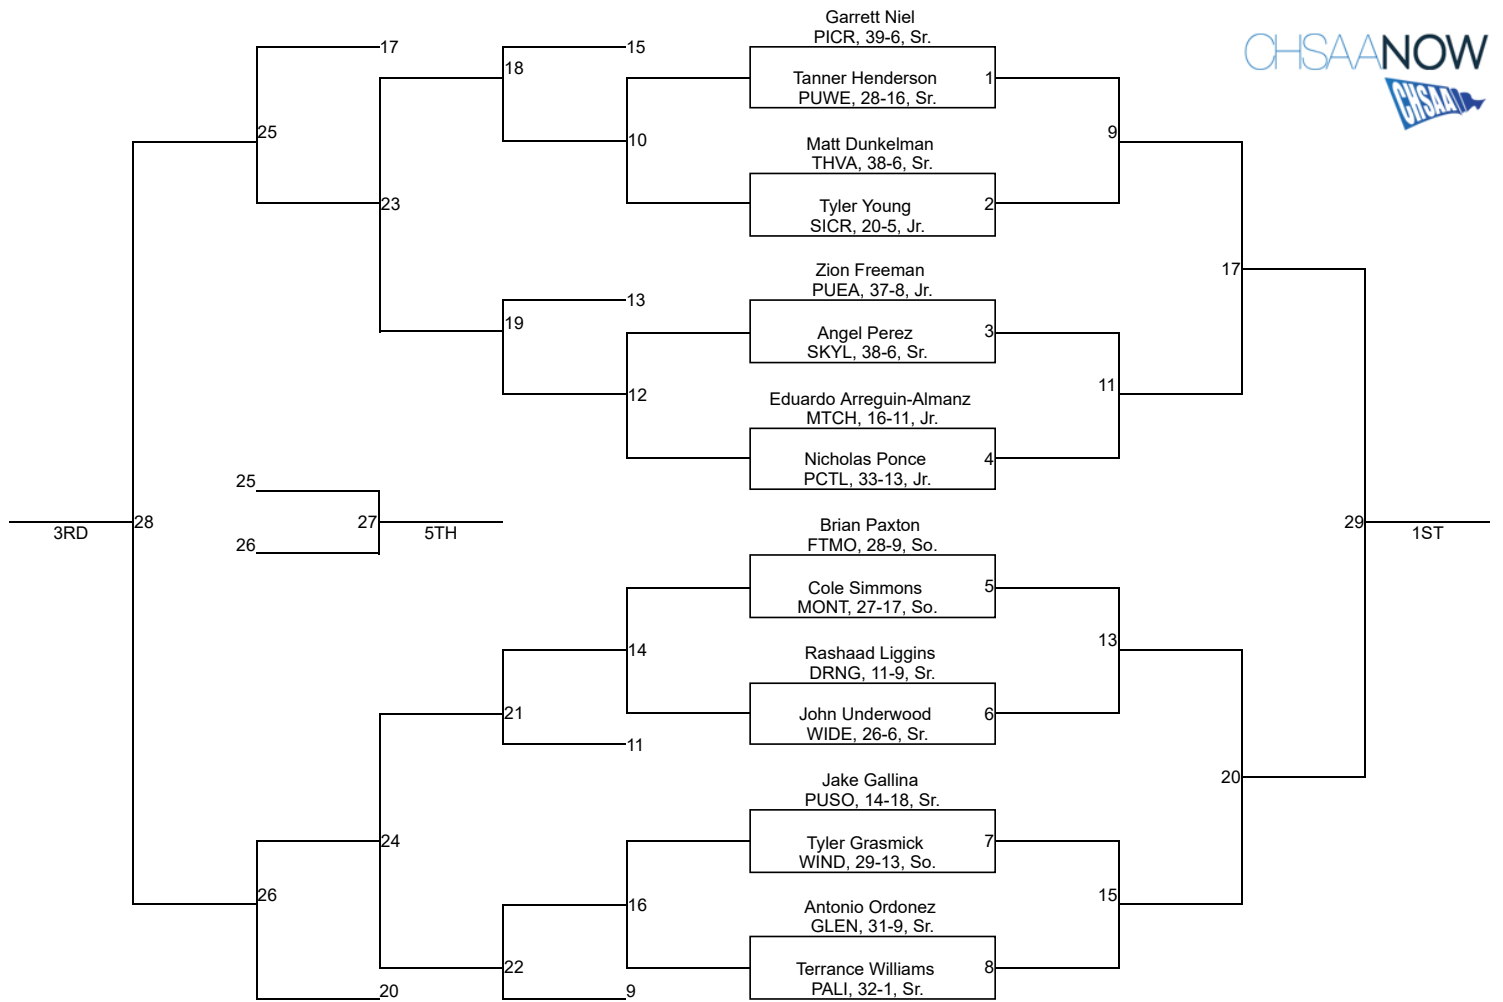 Garrett Niel
17
15
PICR, 39-6, Sr.
CHSAANOW
18
Tanner Henderson
1
PUWE, 28-16, Sr.
CHSAA
25
10
9
Matt Dunkelman
THVA, 38-6, Sr.
23
Tyler Young
2
SICR, 20-5, Jr.
Zion Freeman
17
PUEA, 37-8, Jr.
13
19
Angel Perez
3
SKYL, 38-6, Sr.
12
11
Eduardo Arreguin-Almanz
MTCH, 16-11, Jr.
Nicholas Ponce
4
PCTL, 33-13, Jr.
25
28
27
29
3RD
5TH
1ST
26
Brian Paxton
FTMO, 28-9, So.
Cole Simmons
5
MONT, 27-17, So.
14
13
Rashaad Liggins
DRNG, 11-9, Sr.
21
John Underwood
6
WIDE, 26-6, Sr.
11
Jake Gallina
20
PUSO, 14-18, Sr.
24
Tyler Grasmick
7
WIND, 29-13, So.
26
16
15
Antonio Ordonez
GLEN, 31-9, Sr.
22
Terrance Williams
8
PALI, 32-1, Sr.
20
9